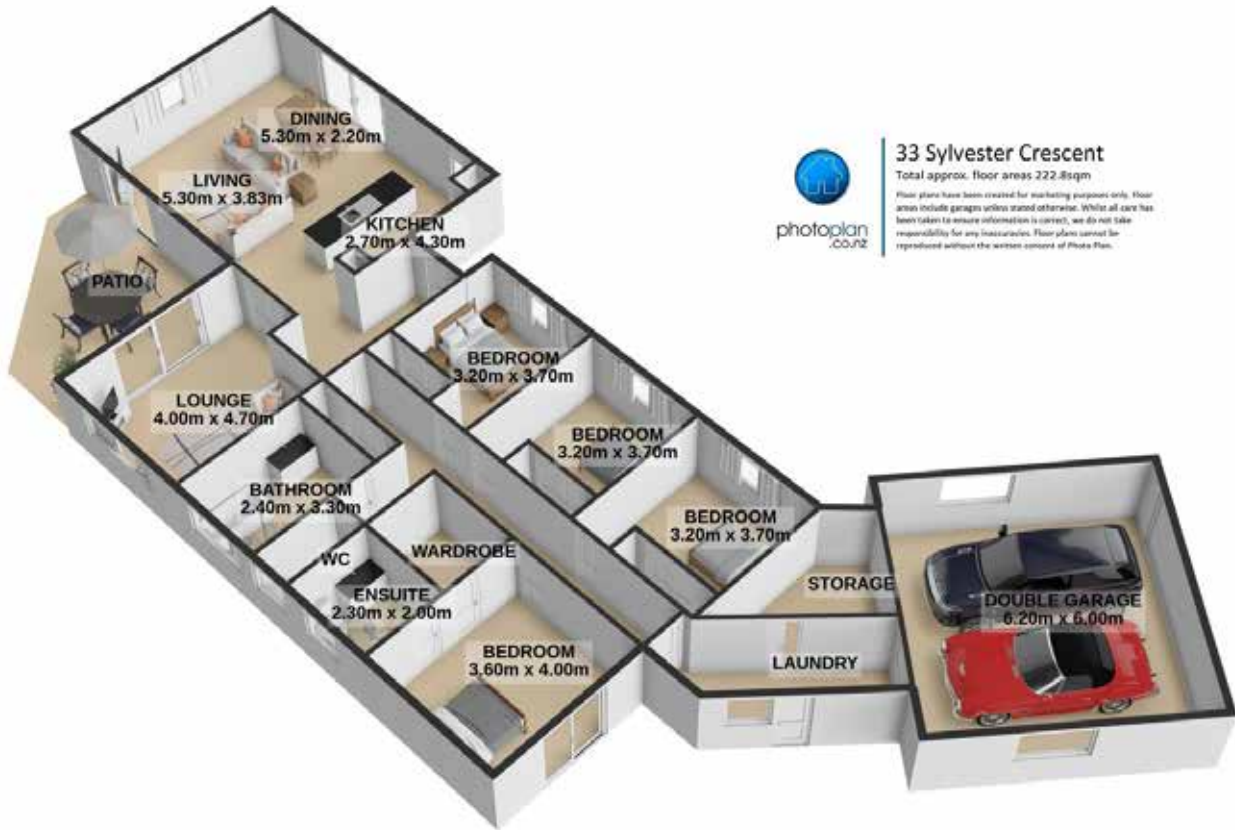 DINING
5.30m x 2.20m
LIVING
5.30m x 3.83m
KITCHEN
2.70m x 4.30m
PATIO
LOUNGE
4.00m x 4.70m
BEDROOM
3.20m x 3.70m
BEDROOM
3.20m x 3.70m
BEDROOM
3.20m x 3.70m
BATHROOM
2.40m x 3.30m
WC
WARDROBE
ENSUITE
2.30m x 2.00m
BEDROOM
3.60m x 4.00m
STORAGE
LAUNDRY
DOUBLE GARAGE
6.20m x 6.00m
photoplan
.co.nz
33 Sylvester Crescent
Total approx. floor areas 222.8sqm
Floor plans have been created for marketing purposes only. Floor
areas include garages unless stated otherwise. Whilst all care has
been taken to ensure information is correct, we do not take
responsibility for any inaccuracies. Floor plans cannot be
reproduced without the written consent of Photo Plan.